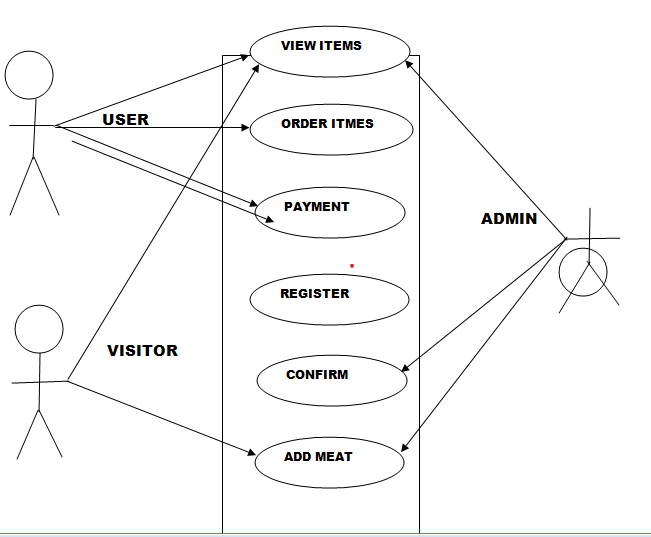 VIEW ITEMS
USER
ORDER ITMES
PAYMENT
ADMIN
REGISTER
VISITOR
CONFIRM
ADD MEAT